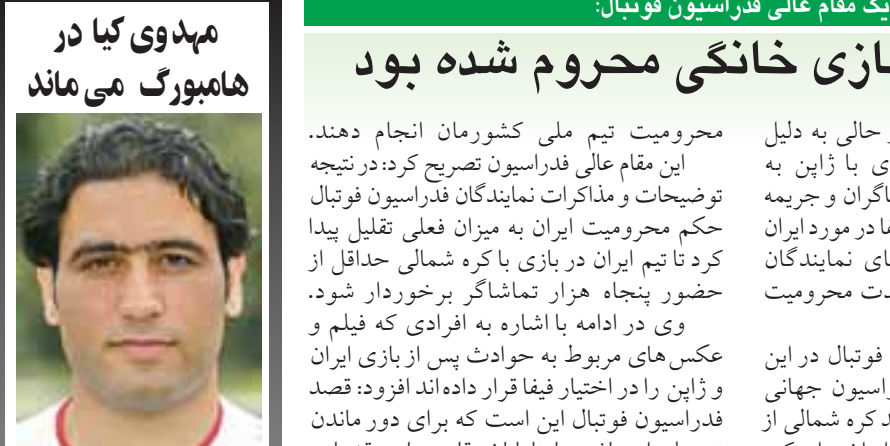 یک مقام عالی فدراسیون فوتبال:
بازی خانگی محروم شده بود
حالی به دلیل
با ژاپن به
و جریمه
در مورد ایران
نمایندگان
محرومیت
فوتبال در این
جهانی
کره شمالی از
محرومیت تیم ملی کشورمان انجام دهند.
این مقام عالی فدراسیون تصریح کرد: در نتیجه
توضیحات و مذاکرات نمایندگان فدراسیون فوتبال
حکم محرومیت ایران به میزان فعلی تقلیل پیدا
کرد تا تیم ایران در بازی با کره شمالی حداقل از
حضور پنجاه هزار تماشاگر برخوردار شود.
وی در ادامه با اشاره به افرادی که فیلم و
عکس های مربوط به حوادث پس از بازی ایران
و ژاپن را در اختیار فیفا قرار داده اند افزود: قصد
فدراسیون فوتبال این است که برای دور ماندن
مهدوی کیا در
هامبورگ می ماند